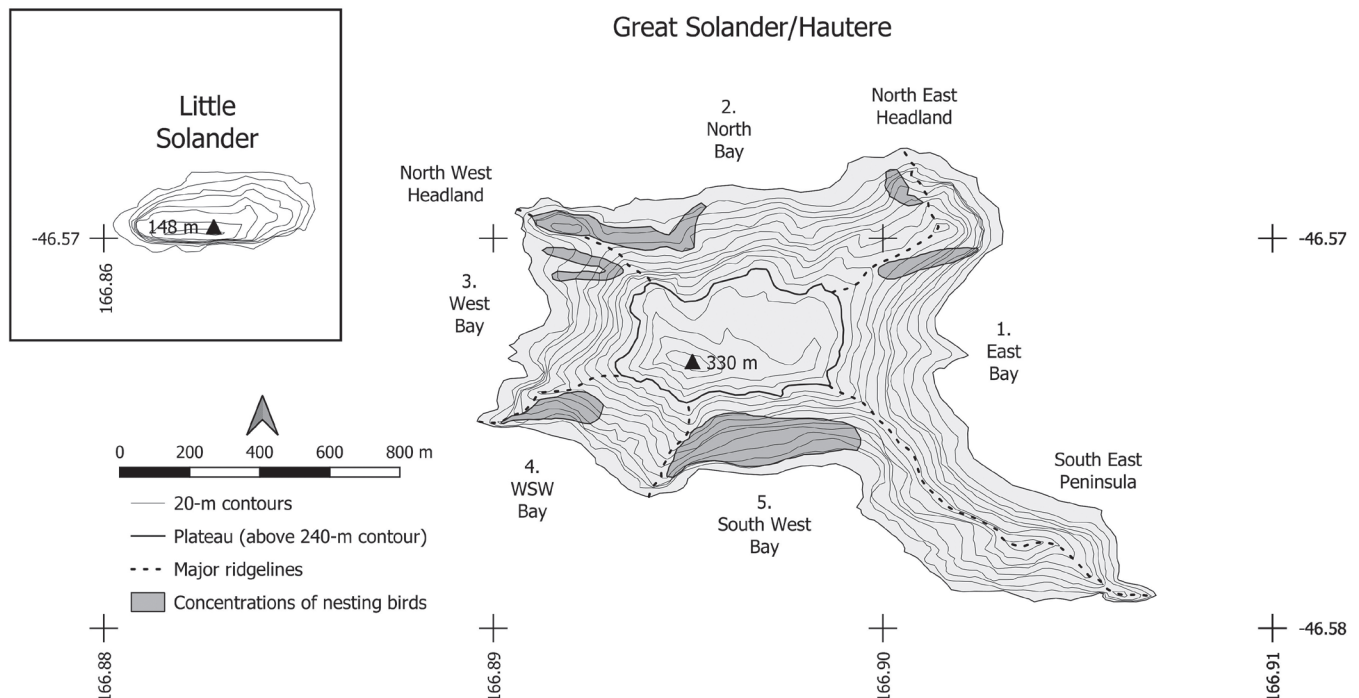 Great Solander/Hautere
Little
Solander
148 m
-46.57
166.86
North West
Headland
2.
North
Bay
North East
Headland
-46.57
3.
West
Bay
1.
East
Bay
330 m
0 200 400 600 800 m
20-m contours
Plateau (above 240-m contour)
Major ridgelines
Concentrations of nesting birds
4.
WSW
Bay
5.
South West
Bay
South East
Peninsula
-46.58
166.88
166.89
166.90
166.91